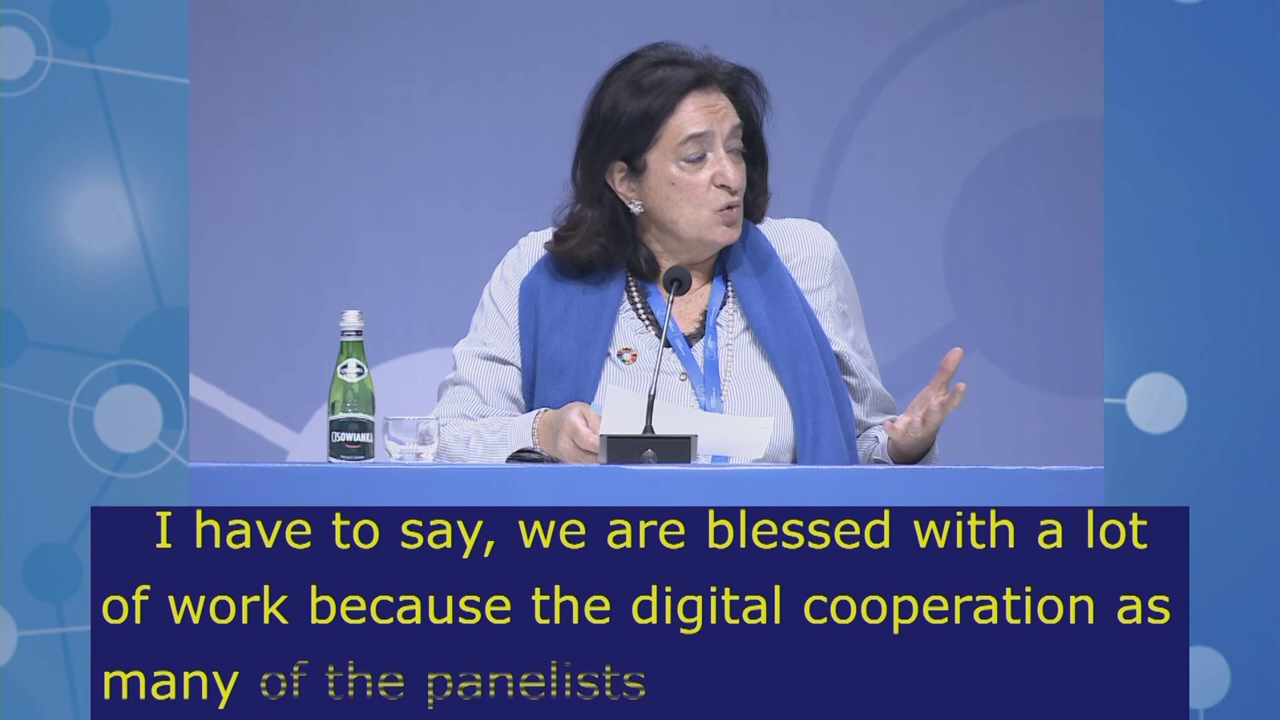 CISOWIANKA
I have to say, we are blessed with a lot
of work because the digital cooperation as
many of the panelists